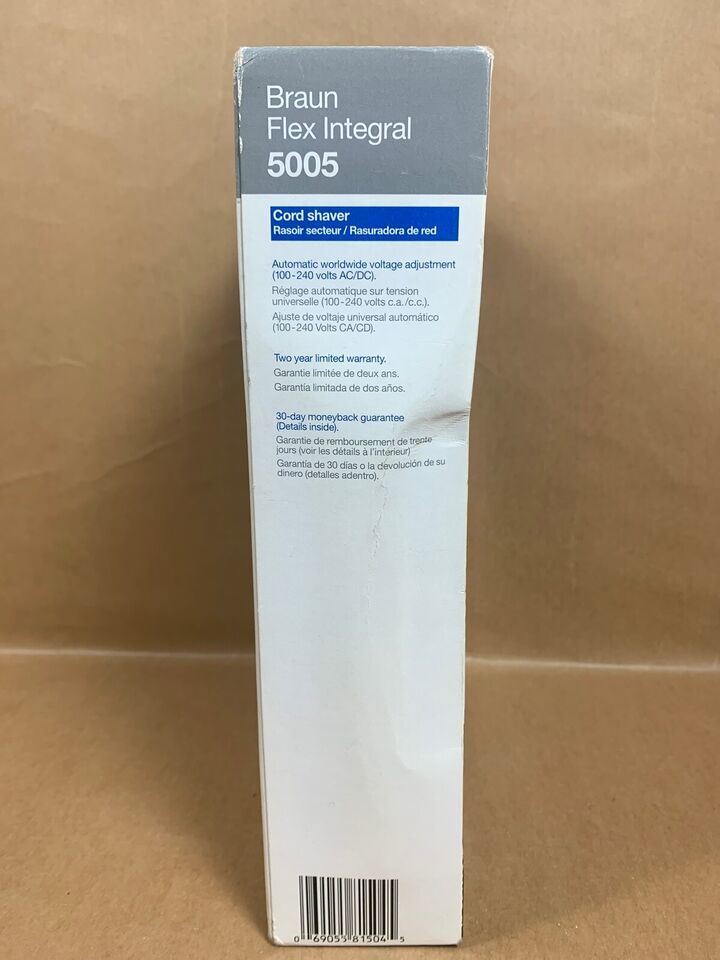 Braun
Flex Integral
5005
Cord shaver
Rasoir secteur / Rasuradora de red
Automatic worldwide voltage adjustment
(100-240 volts AC/DC).
Réglage automatique sur tension
universelle (100-240 volts c.a./c.c.).
Ajuste de voltaje universal automático
(100-240 Volts CA/CD).
Two year limited warranty.
Garantie limitée de deux ans.
Garantía limitada de dos años.
30-day moneyback guarantee
(Details inside).
Garantie de remboursement de trente
jours (voir les détails à l'intérieur)
Garantía de 30 días o la devolución de su
dinero (detalles adentro).
0 69055 81504 5